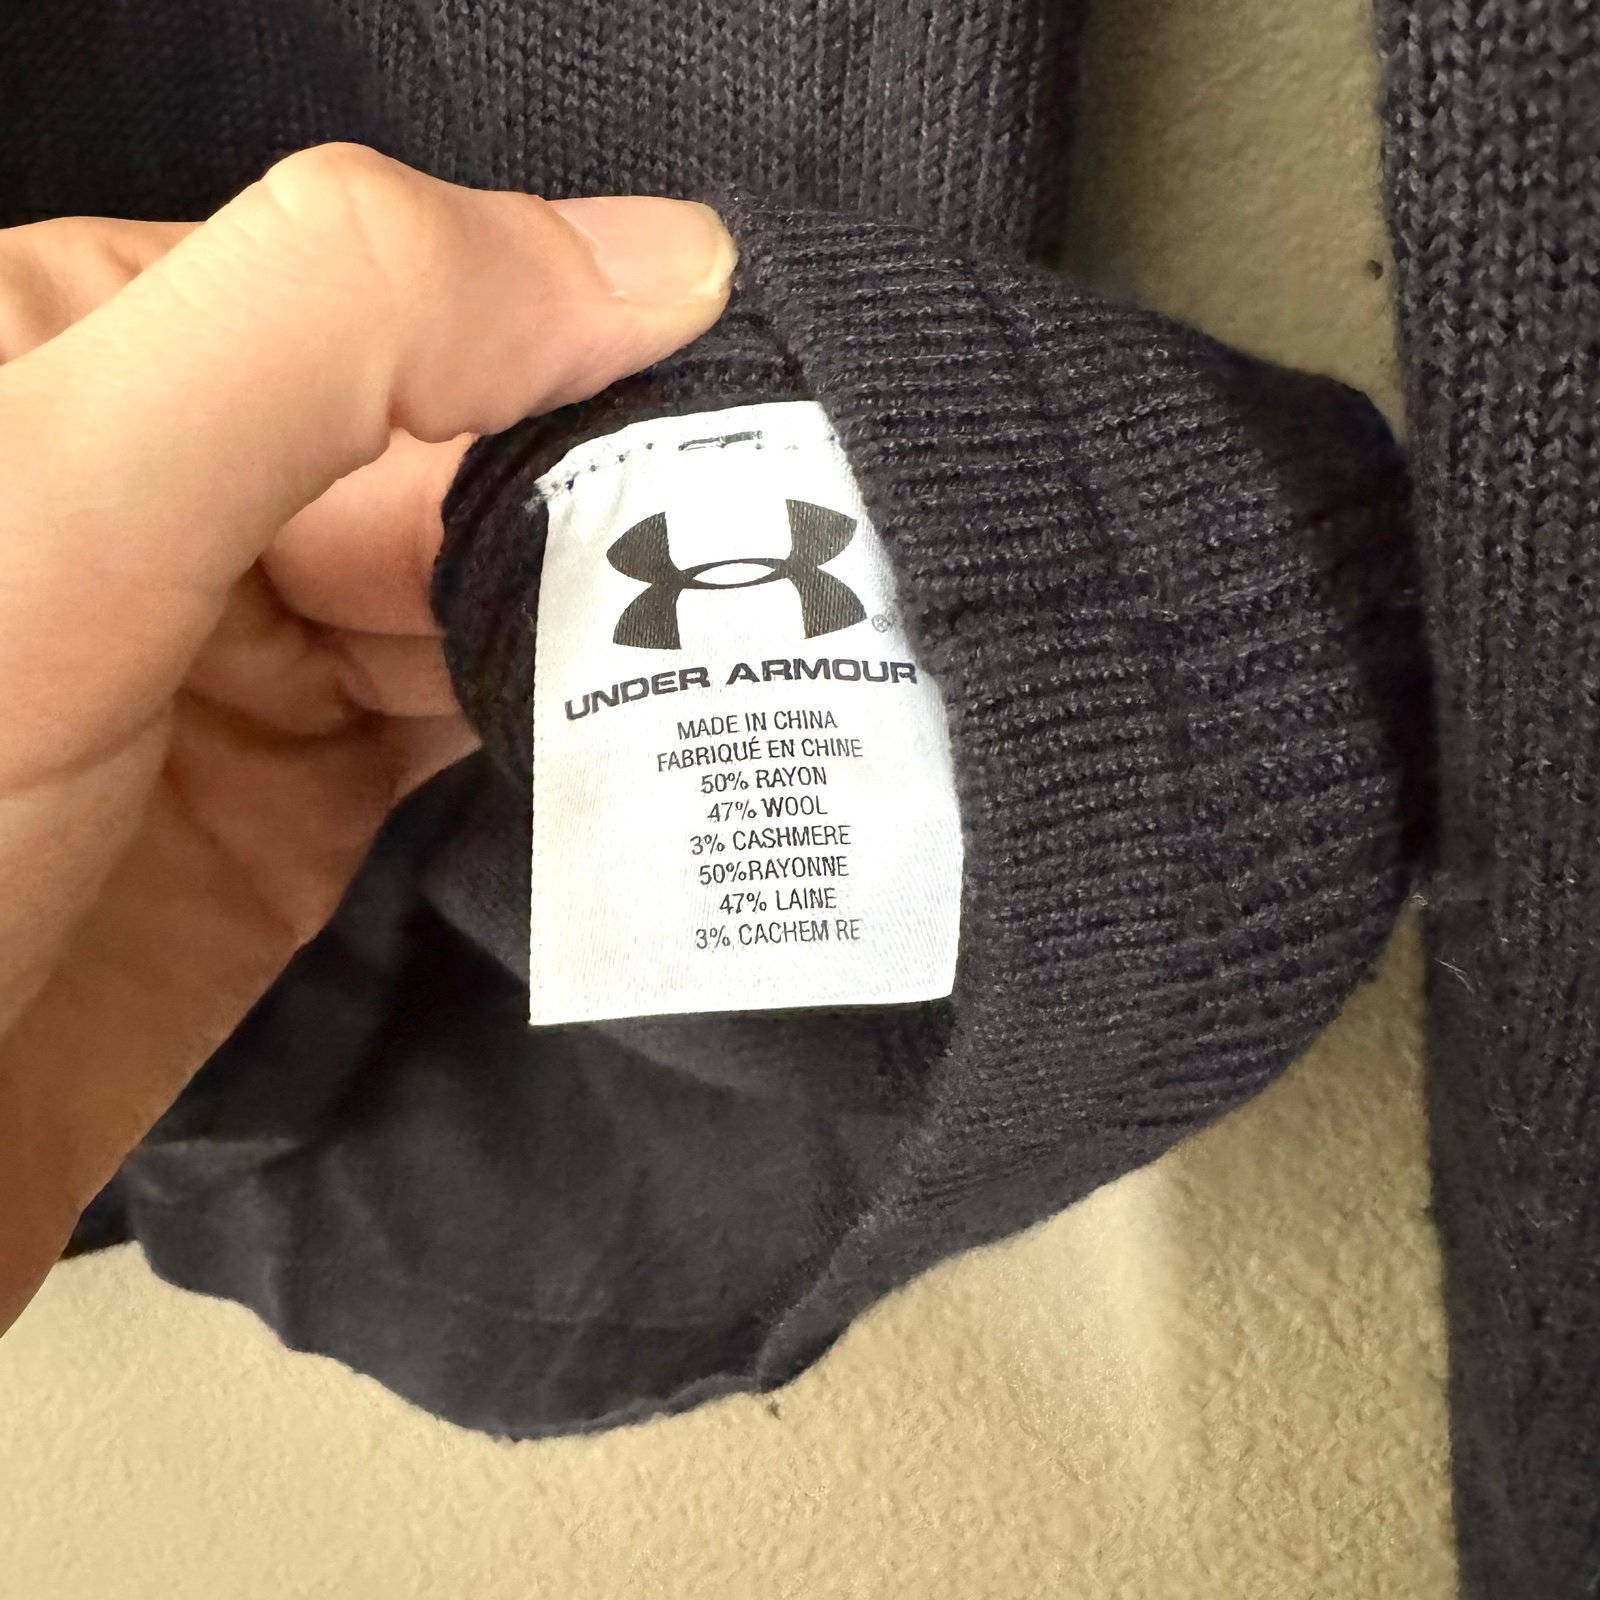 UNDER ARMOUR
MADE IN CHINA
FABRIQUÉ EN CHINE
50% RAYON
47% WOOL
3% CASHMERE
50%RAYONNE
47% LAINE
3% CACHEM RE